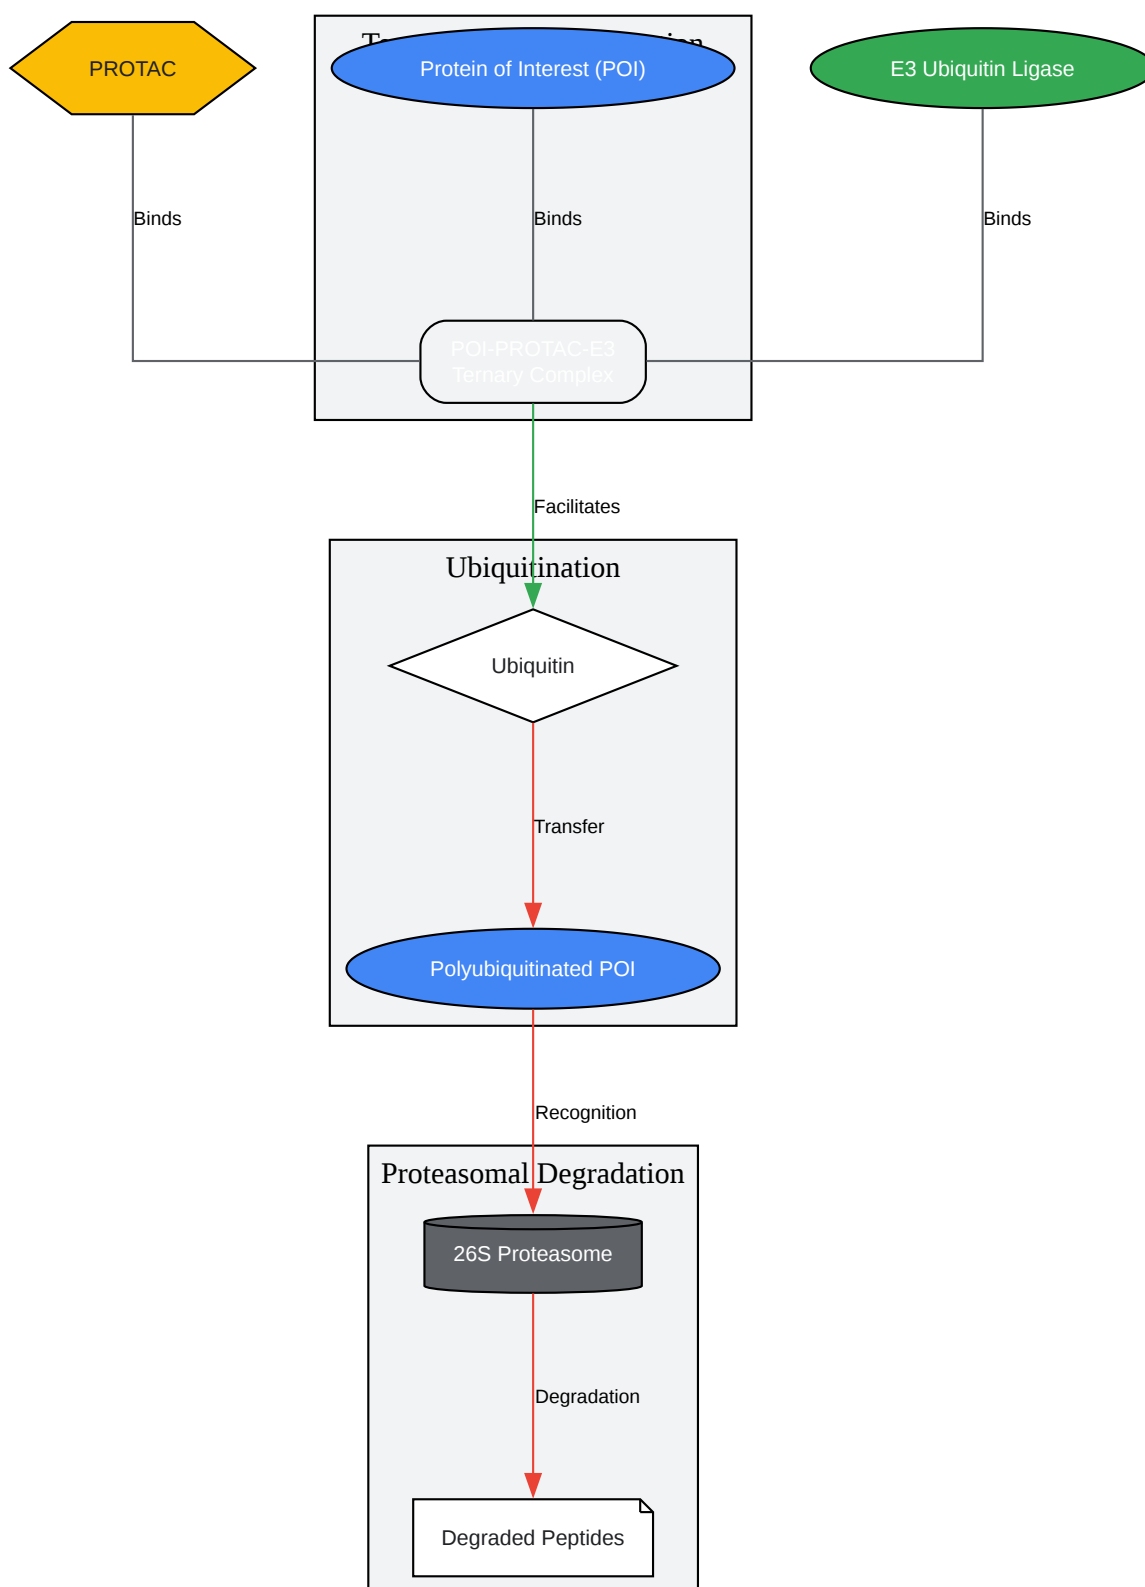 PROTAC
Protein of Interest (POI)
E3 Ubiquitin Ligase
Binds
Binds
Binds
POI-PROTAC-E3
Ternary Complex
Facilitates
Ubiquitination
Ubiquitin
Transfer
Polyubiquitinated POI
Recognition
Proteasomal Degradation
26S Proteasome
Degradation
Degraded Peptides